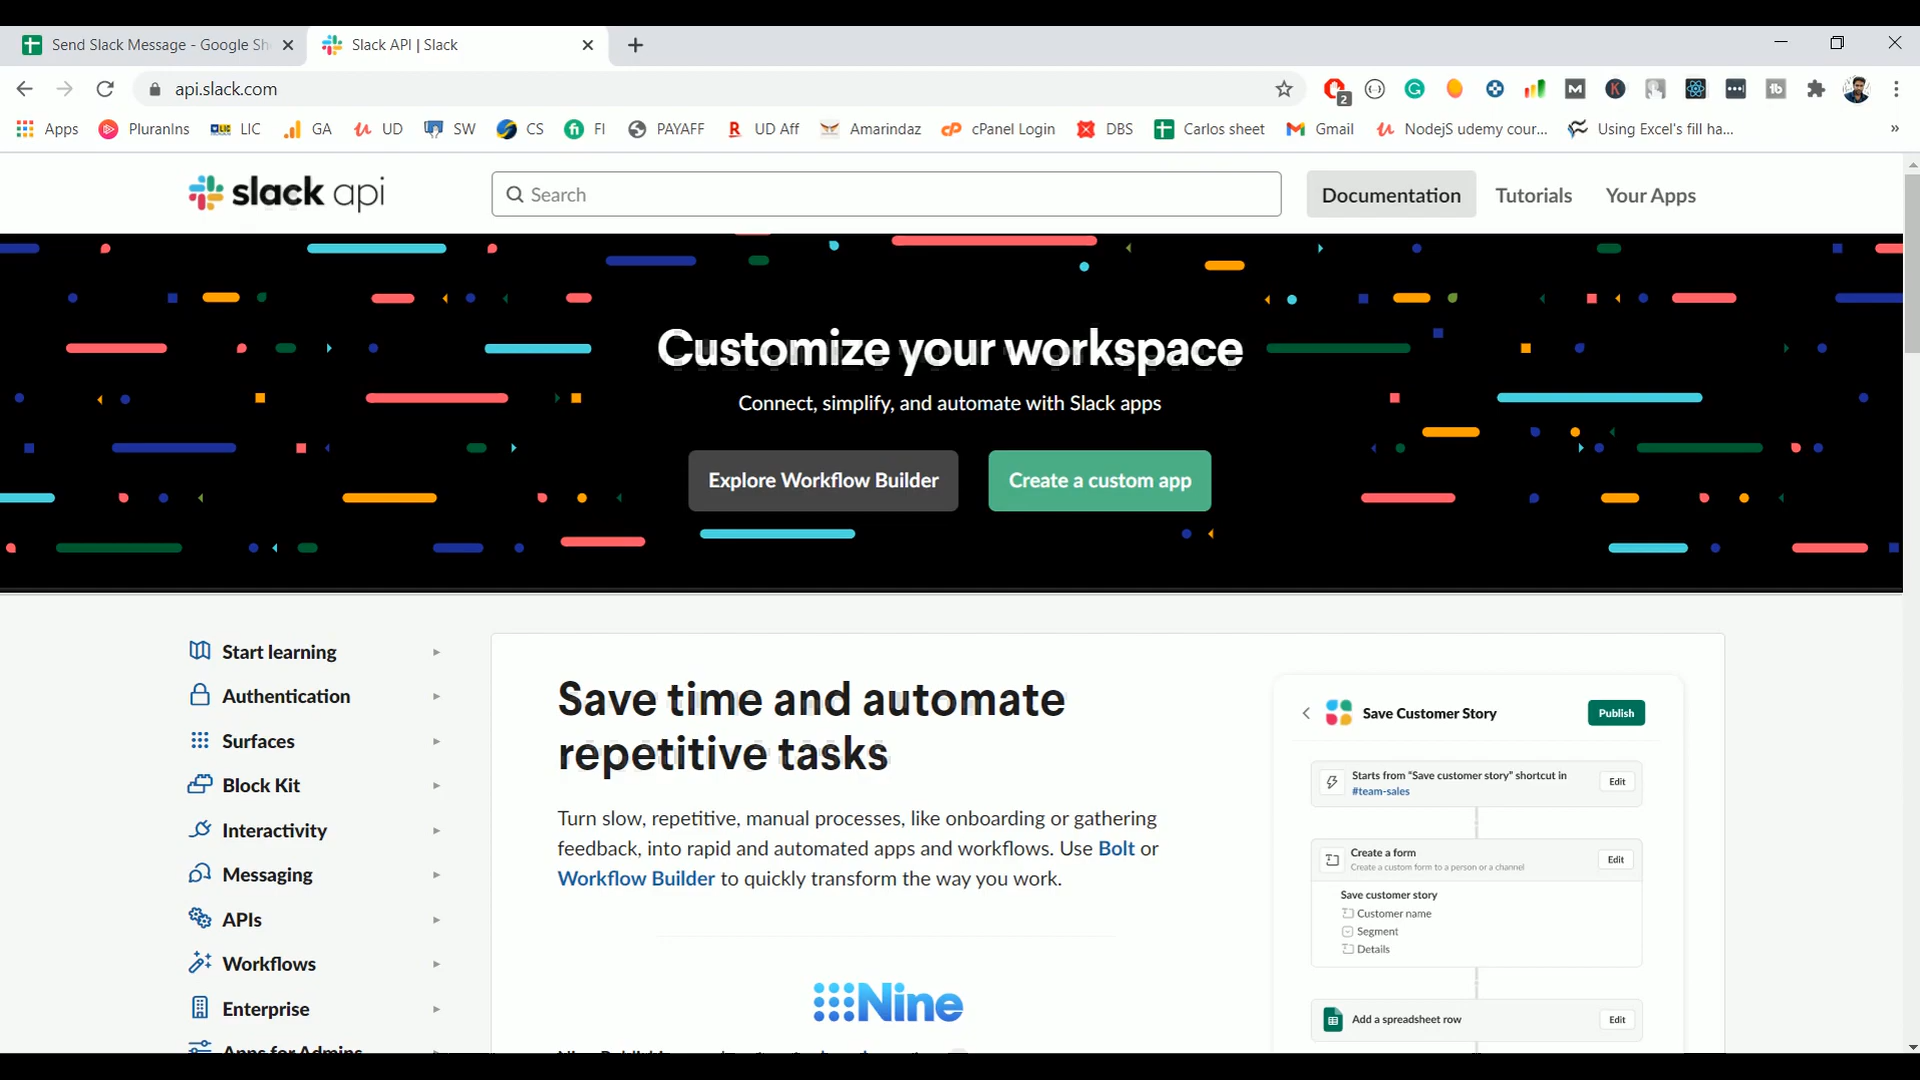 Send Slack Message - Google Sh
Slack API | Slack
api.slack.com
2
Apps
PluranIns
LIC
GA
UD
SW
CS
FI
PAYAFF
UD Aff
Amarindaz
cPanel Login
DBS
Carlos sheet
Gmail
NodejS udemy cour...
Using Excel's fill ha...
»
slack api
Search
Documentation
Tutorials
Your Apps
Customize your workspace
Connect, simplify, and automate with Slack apps
Explore Workflow Builder
Create a custom app
Start learning
Authentication
Surfaces
Block Kit
Interactivity
Messaging
APIs
Workflows
Enterprise
Apps for Admins
Save time and automate
repetitive tasks
Turn slow, repetitive, manual processes, like onboarding or gathering
feedback, into rapid and automated apps and workflows. Use Bolt or
Workflow Builder to quickly transform the way you work.
Nine
Save Customer Story
Publish
Starts from “Save customer story” shortcut in
#team-sales
Edit
Create a form
Create a custom form to a person or a channel
Edit
Save customer story
Customer name
Segment
Details
Add a spreadsheet row
Edit